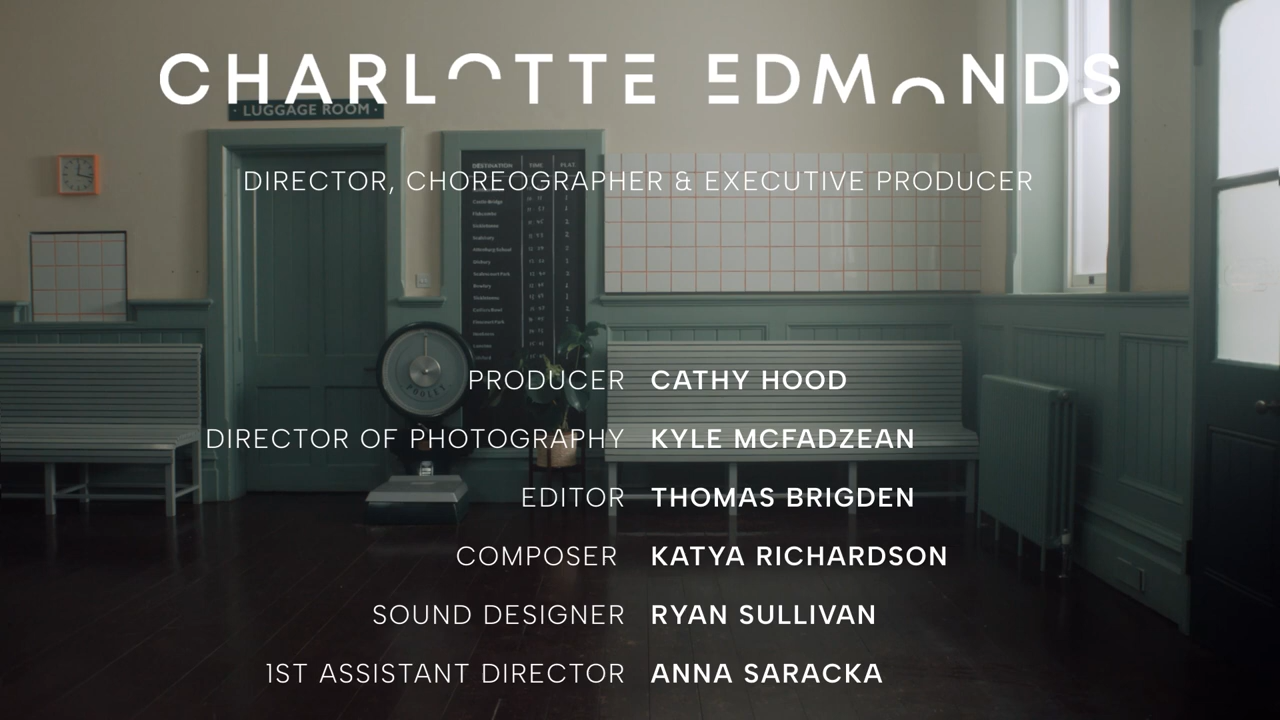 CHARLOTTE EDMONDS
LUGGAGE ROOM
DESTINATION TIME PLAT.
DIRECTOR, CHOREOGRAPHER & EXECUTIVE PRODUCER
PRODUCER CATHY HOOD
DIRECTOR OF PHOTOGRAPHY KYLE MCFADZEAN
EDITOR THOMAS BRIGDEN
COMPOSER KATYA RICHARDSON
SOUND DESIGNER RYAN SULLIVAN
1ST ASSISTANT DIRECTOR ANNA SARACKA